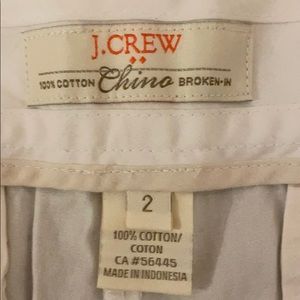 J.CREW
100% COTTON Chino BROKEN-IN
2
100% COTTON/
COTON
CA #56445
MADE IN INDONESIA